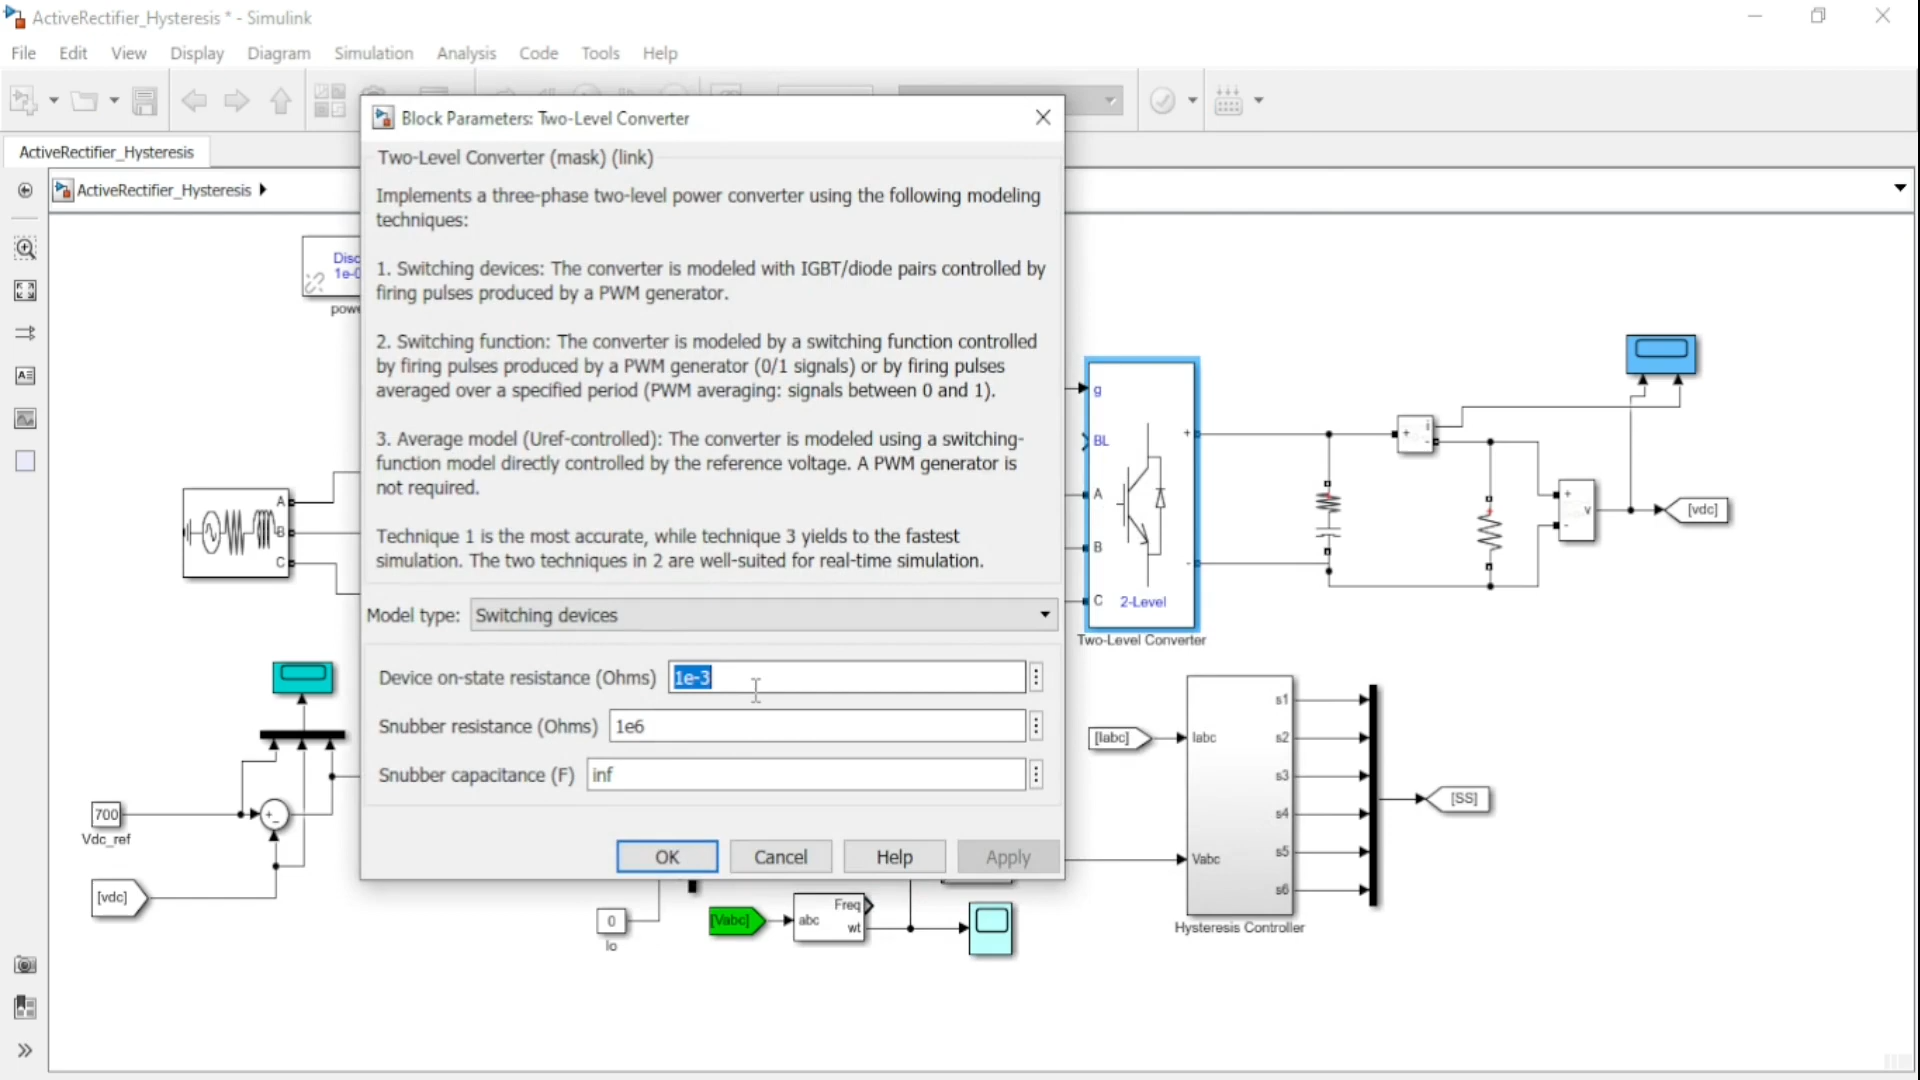 ActiveRectifier_Hysteresis * - Simulink
File Edit View Display Diagram Simulation Analysis Code Tools Help
ActiveRectifier_Hysteresis
ActiveRectifier_Hysteresis
Block Parameters: Two-Level Converter
Two-Level Converter (mask) (link)
Implements a three-phase two-level power converter using the following modeling
techniques:
1. Switching devices: The converter is modeled with IGBT/diode pairs controlled by
firing pulses produced by a PWM generator.
2. Switching function: The converter is modeled by a switching function controlled
by firing pulses produced by a PWM generator (0/1 signals) or by firing pulses
averaged over a specified period (PWM averaging: signals between 0 and 1).
3. Average model (Uref-controlled): The converter is modeled using a switching-
function model directly controlled by the reference voltage. A PWM generator is
not required.
Technique 1 is the most accurate, while technique 3 yields to the fastest
simulation. The two techniques in 2 are well-suited for real-time simulation.
Model type: Switching devices
Device on-state resistance (Ohms) 1e-3
Snubber resistance (Ohms) 1e6
Snubber capacitance (F) inf
OK Cancel Help Apply
Disc
1e-0
powe
A
B
C
g
BL
A
B
C
+
-
2-Level
Two-Level Converter
+
i
-
+
-
v
[vdc]
700
Vdc_ref
+
-
[vdc]
0
Io
[Vabc]
abc
Freq
wt
[Iabc]
Iabc
Vabc
s1
s2
s3
s4
s5
s6
Hysteresis Controller
[SS]